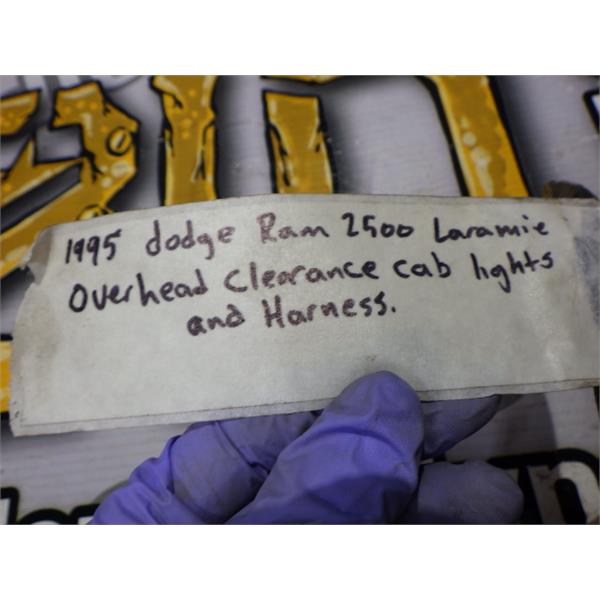 1995 dodge Ram 2500 Laramie
Overhead Clearance cab lights
and Harness.